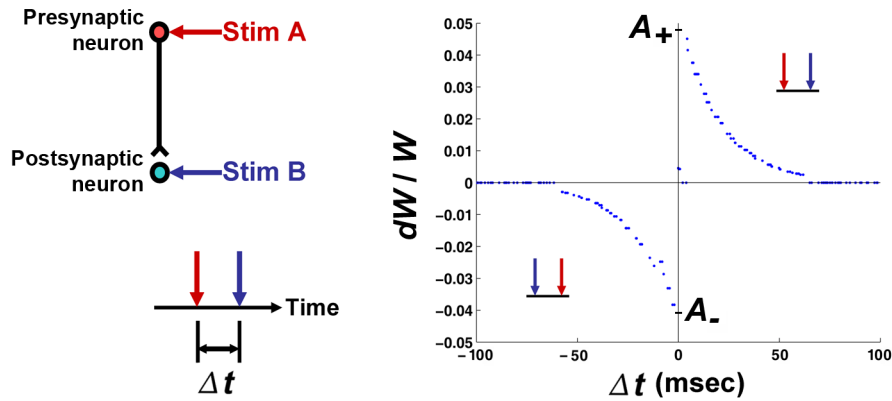 Presynaptic
neuron
Stim A
Postsynaptic
neuron
Stim B
Time
Δt
dW / W
0.05
0.04
0.03
0.02
0.01
0
−0.01
−0.02
−0.03
−0.04
−0.05
A+
A-
−100
−50
0
50
100
Δt (msec)